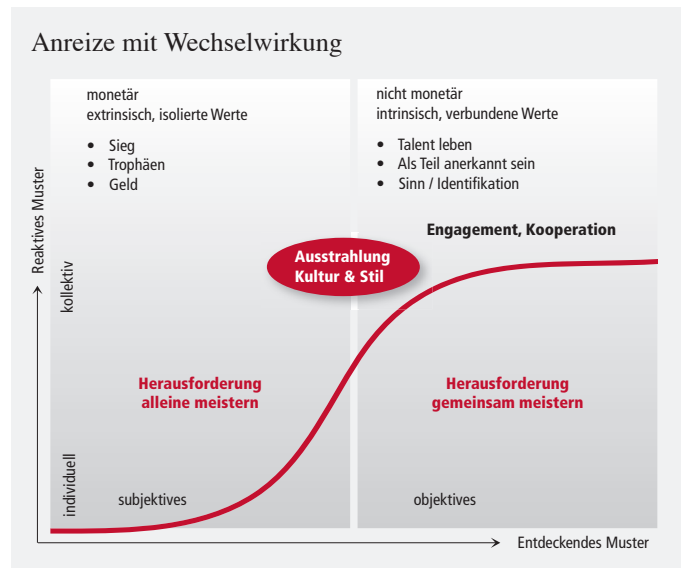 Anreize mit Wechselwirkung
monetär
extrinsisch, isolierte Werte
• Sieg
• Trophäen
• Geld
nicht monetär
intrinsisch, verbundene Werte
• Talent leben
• Als Teil anerkannt sein
• Sinn / Identifikation
Engagement, Kooperation
Ausstrahlung
Kultur & Stil
Reaktives Muster
kollektiv
individuell
Herausforderung
alleine meistern
Herausforderung
gemeinsam meistern
subjektives
objektives
Entdeckendes Muster